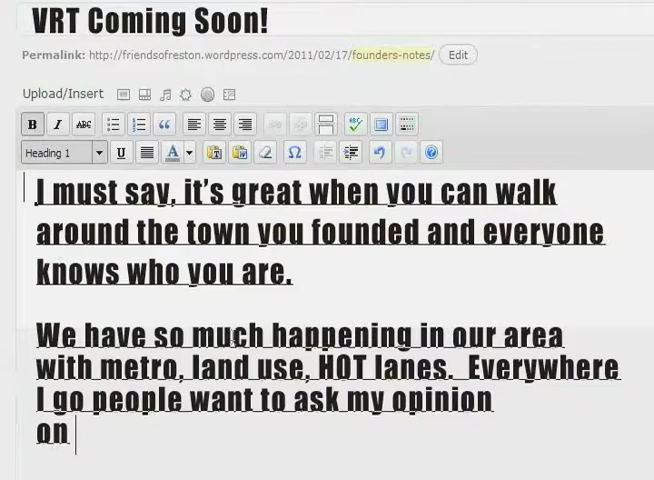 VRT Coming Soon!
Permalink: http://friendsofreston.wordpress.com/2011/02/17/founders-notes/ Edit
Upload/Insert
B I ABC ABC
Heading 1 U A Ω
I must say, it's great when you can walk
around the town you founded and everyone
knows who you are.
We have so much happening in our area
with metro, land use, HOT lanes. Everywhere
I go people want to ask my opinion
on